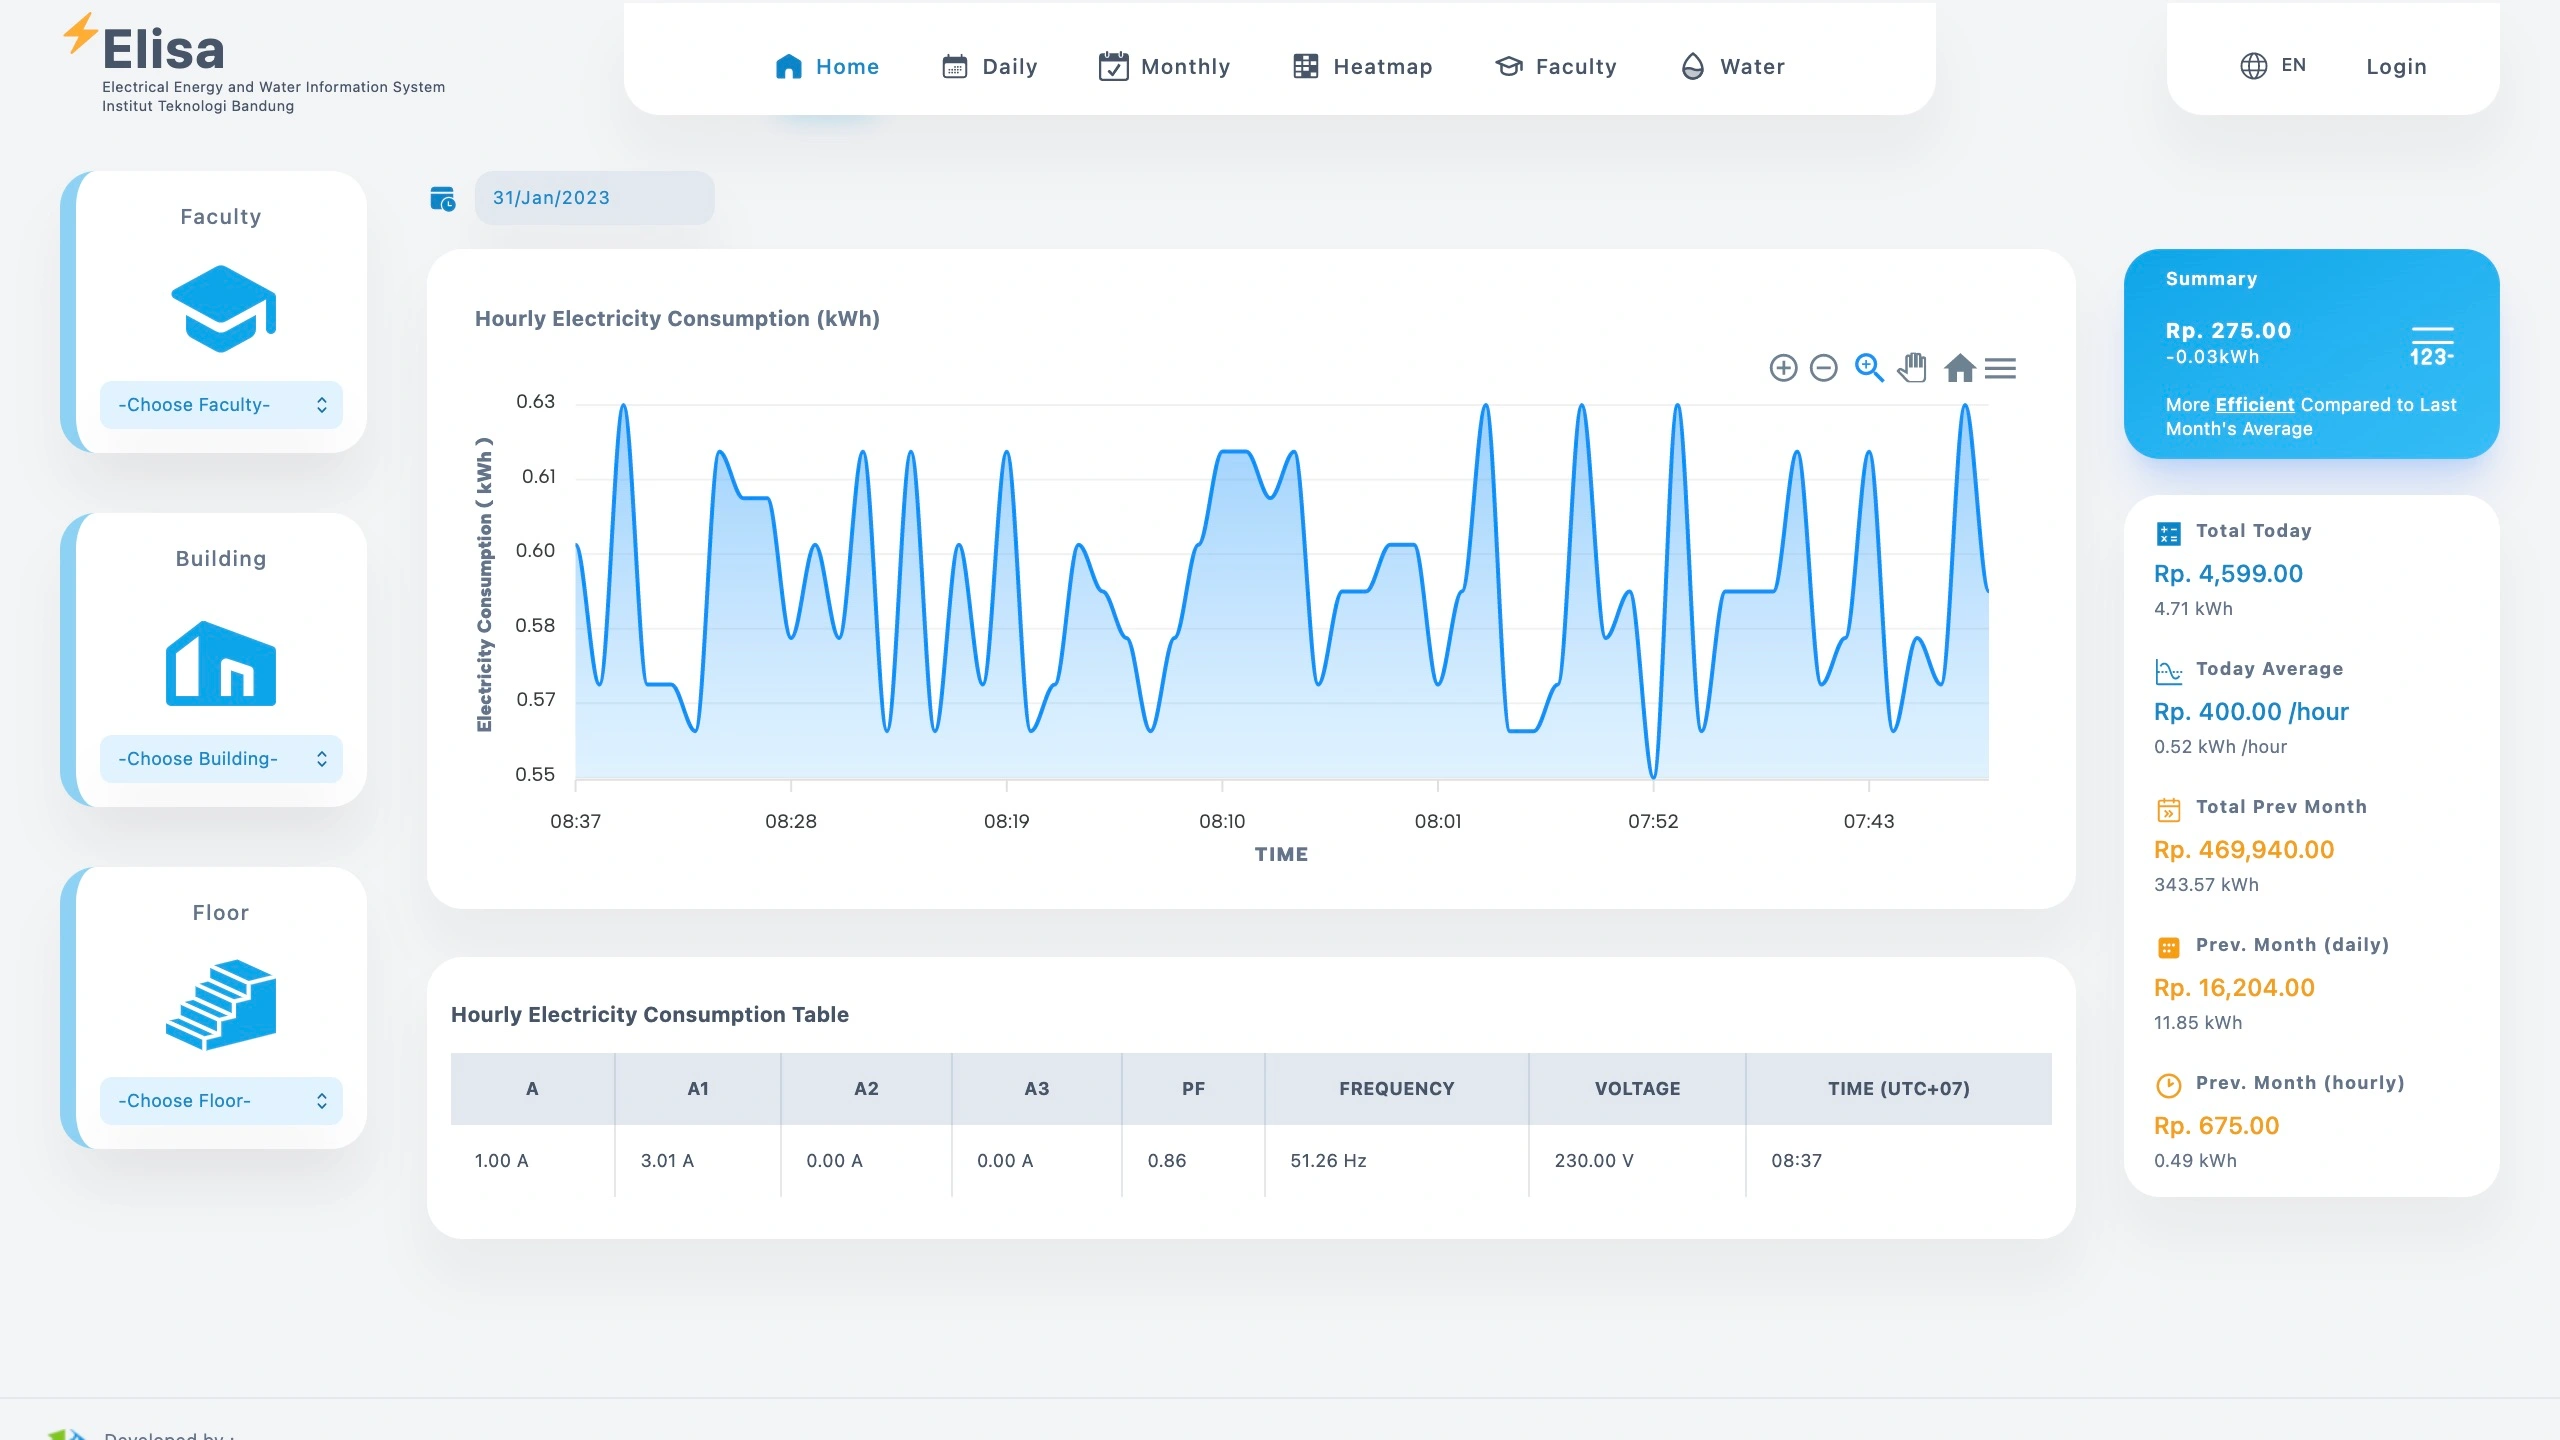 Elisa
Electrical Energy and Water Information System
Institut Teknologi Bandung
Home
Daily
Monthly
Heatmap
Faculty
Water
EN
Login
Faculty
-Choose Faculty-
Building
-Choose Building-
Floor
-Choose Floor-
31/Jan/2023
Hourly Electricity Consumption (kWh)
Electricity Consumption ( kWh )
0.63
0.61
0.60
0.58
0.57
0.55
08:37
08:28
08:19
08:10
08:01
07:52
07:43
TIME
Hourly Electricity Consumption Table
A A1 A2 A3 PF FREQUENCY VOLTAGE TIME (UTC+07)
1.00 A 3.01 A 0.00 A 0.00 A 0.86 51.26 Hz 230.00 V 08:37
Summary
Rp. 275.00
-0.03kWh
123-
More Efficient Compared to Last
Month's Average
Total Today
Rp. 4,599.00
4.71 kWh
Today Average
Rp. 400.00 /hour
0.52 kWh /hour
Total Prev Month
Rp. 469,940.00
343.57 kWh
Prev. Month (daily)
Rp. 16,204.00
11.85 kWh
Prev. Month (hourly)
Rp. 675.00
0.49 kWh
Developed by :